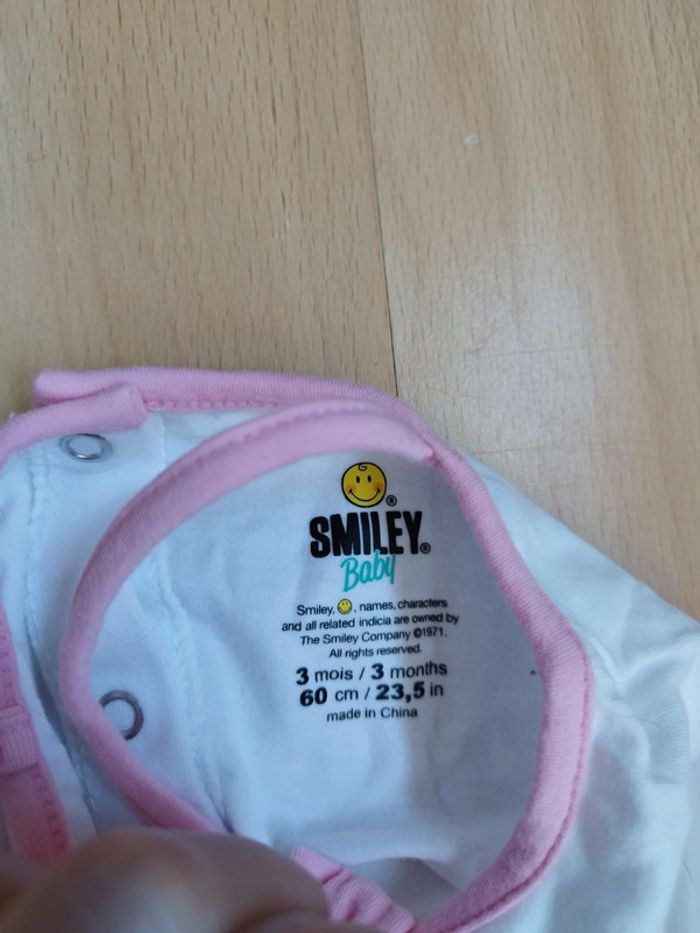 SMILEY®
Baby
Smiley, , names, characters
and all related indicia are owned by
The Smiley Company ©1971.
All rights reserved.
3 mois / 3 months
60 cm / 23,5 in
made in China